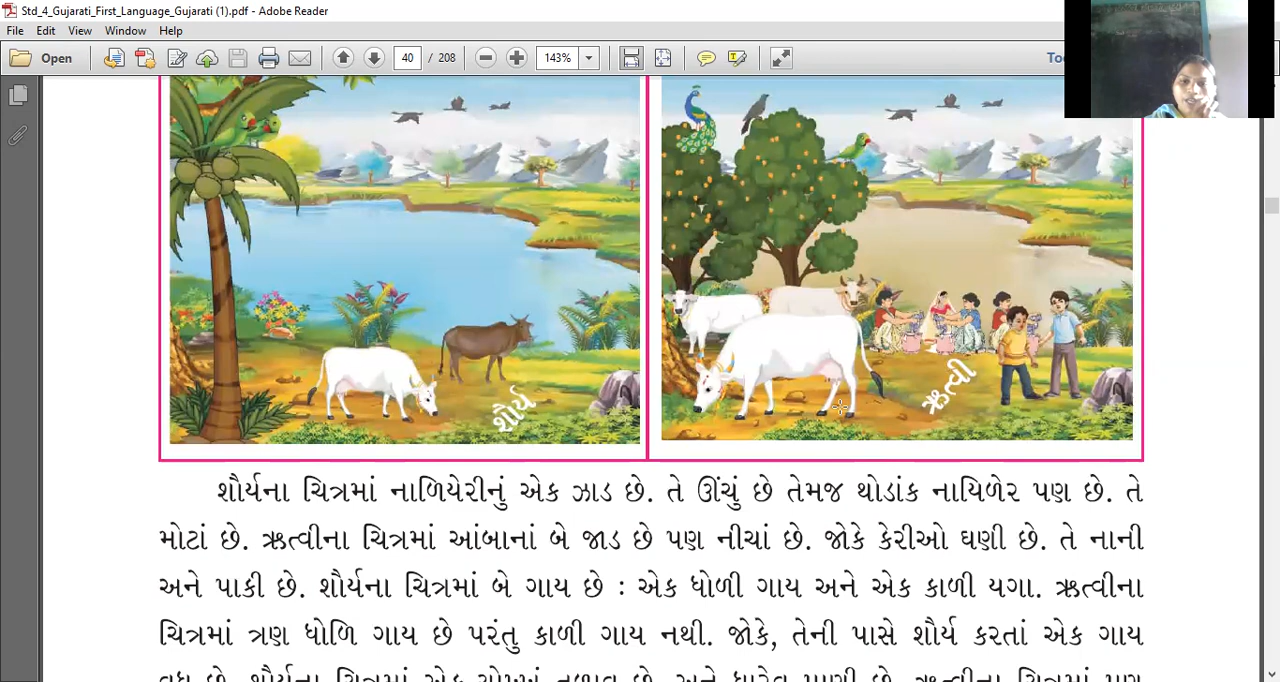 Std_4_Gujarati_First_Language_Gujarati (1).pdf - Adobe Reader
File Edit View Window Help
Open 40 / 208 143%
શૌર્ય
ઋત્વી
શૌર્યના ચિત્રમાં નાળિયેરીનું એક ઝાડ છે. તે ઊંચું છે તેમજ થોડાંક નાયિળેર પણ છે. તે
મોટાં છે. ઋત્વીના ચિત્રમાં આંબાનાં બે જાડ છે પણ નીચાં છે. જોકે કેરીઓ ઘણી છે. તે નાની
અને પાકી છે. શૌર્યના ચિત્રમાં બે ગાય છે : એક ધોળી ગાય અને એક કાળી યગા. ઋત્વીના
ચિત્રમાં ત્રણ ધોળિ ગાય છે પરંતુ કાળી ગાય નથી. જોકે, તેની પાસે શૌર્ય કરતાં એક ગાય